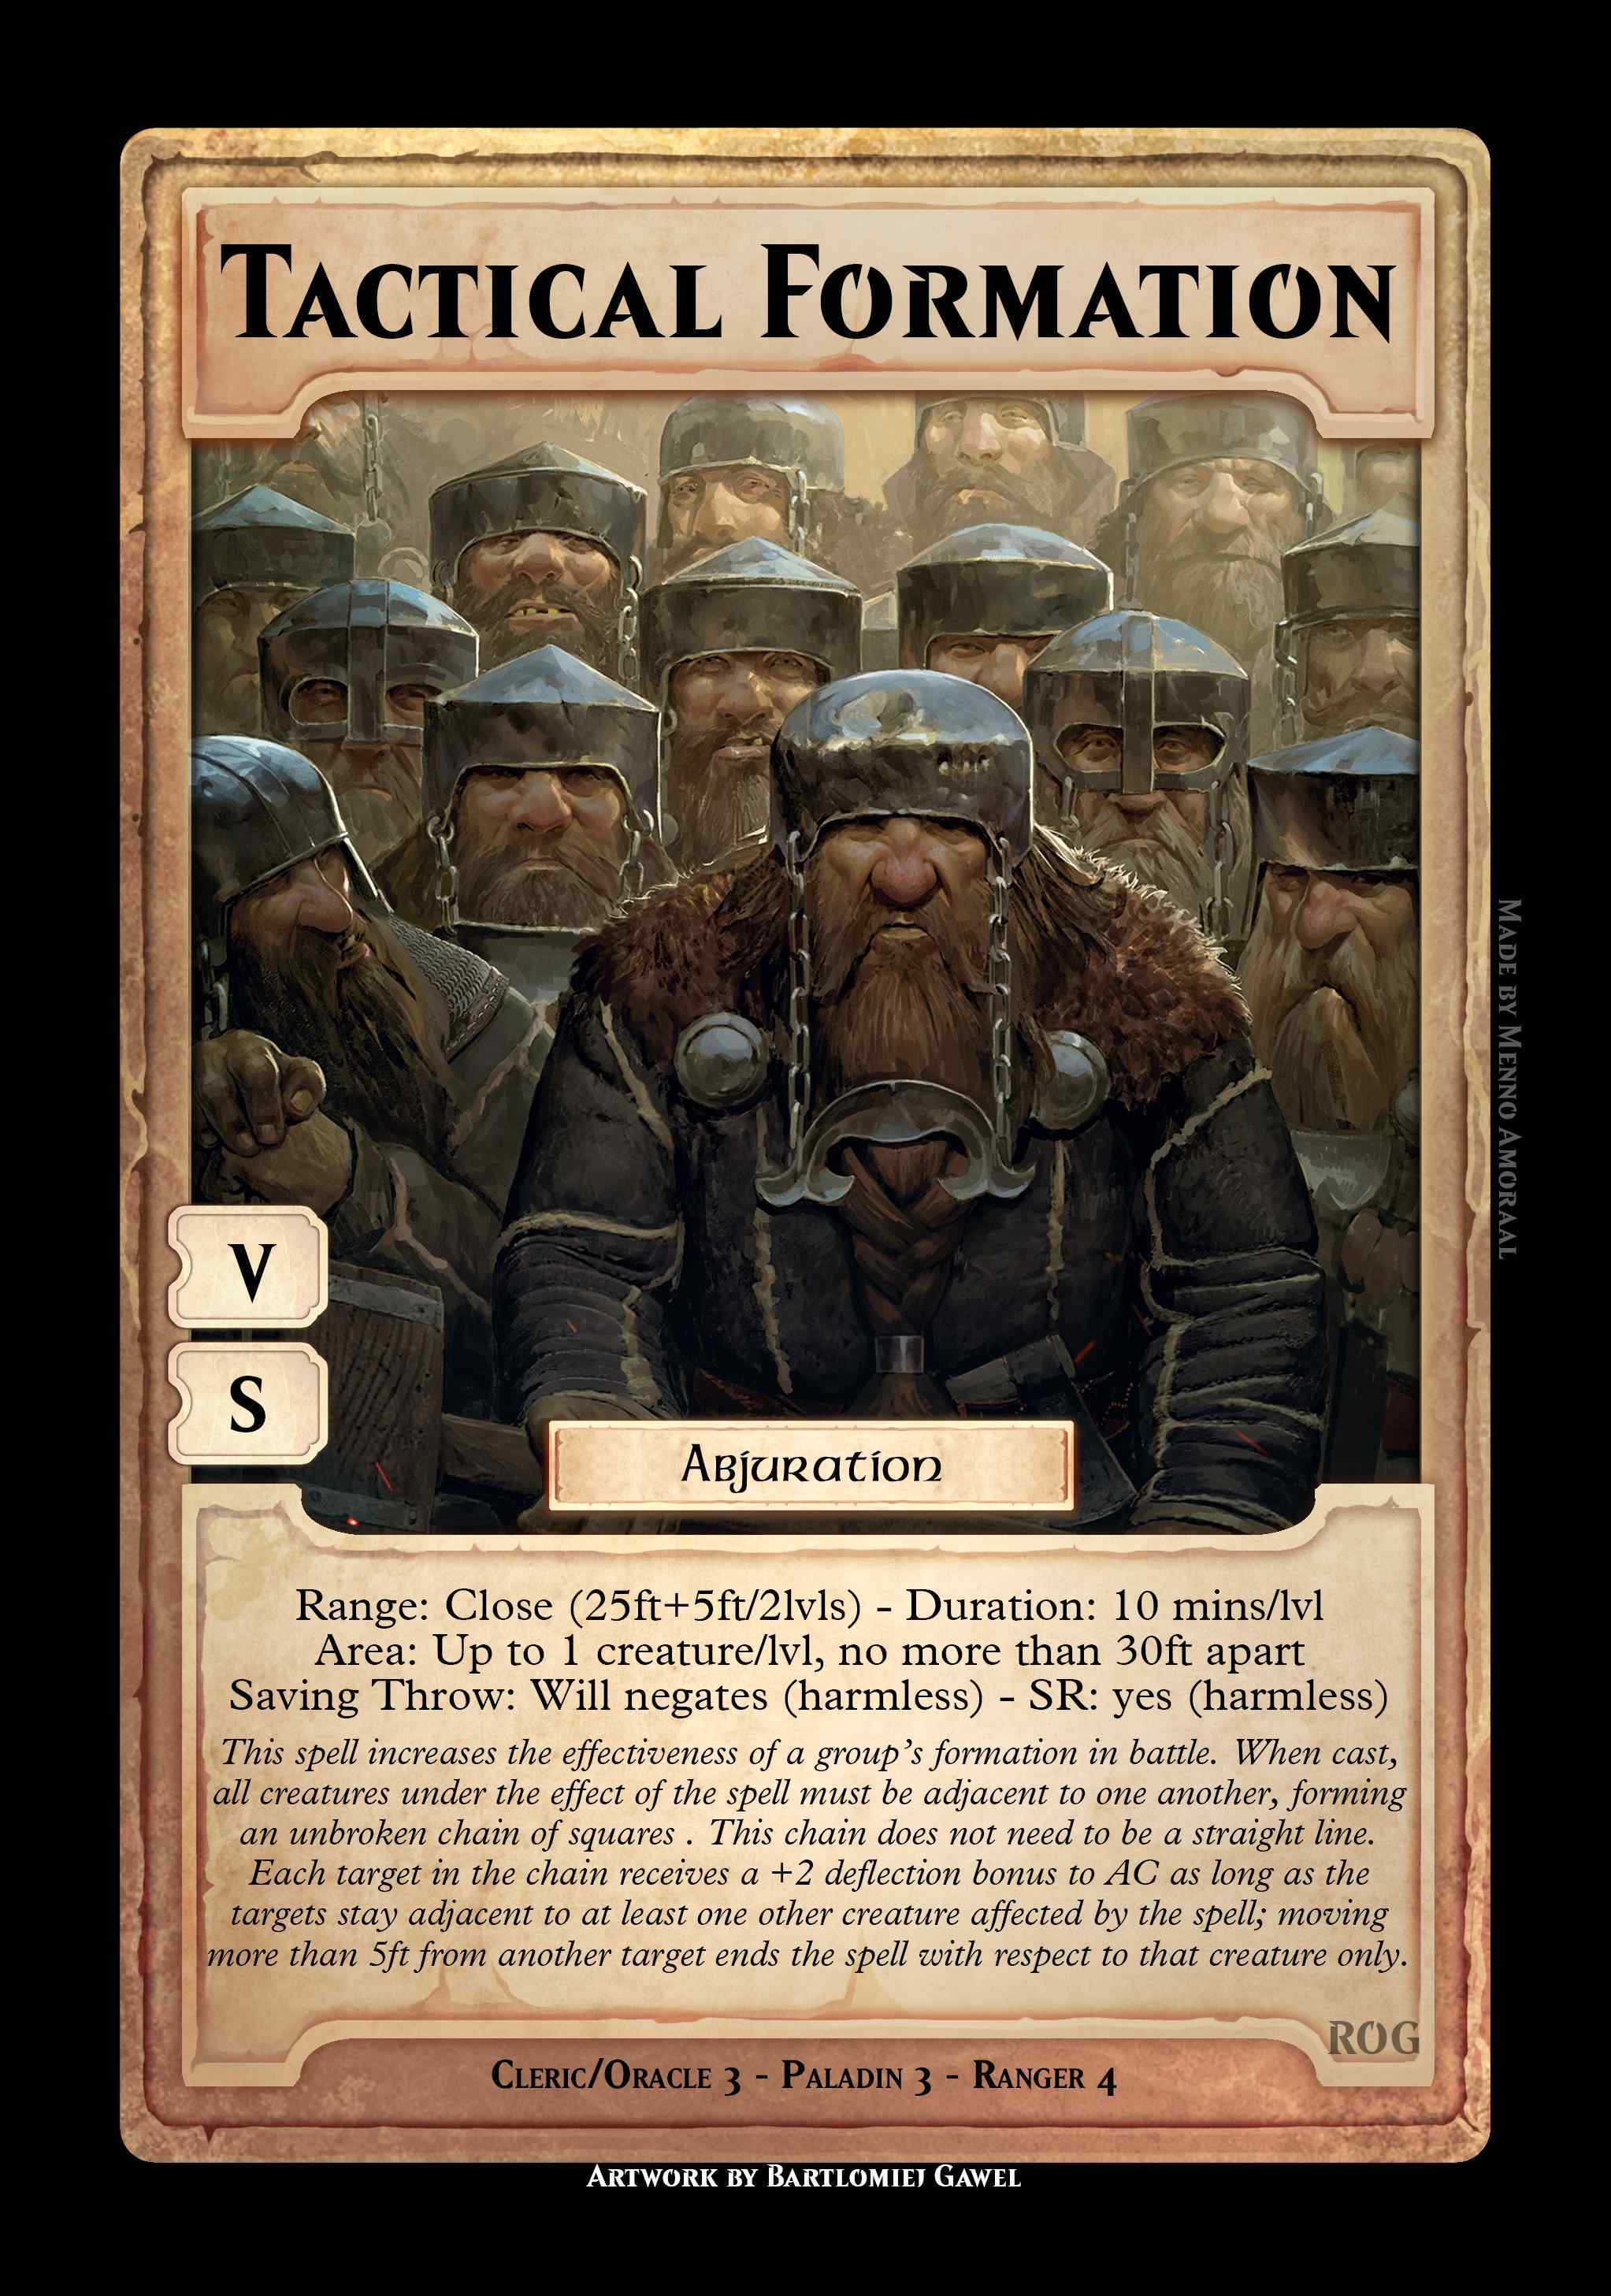 Tactical Formation
V
S
Abjuration
Range: Close (25ft+5ft/2lvls) - Duration: 10 mins/lvl
Area: Up to 1 creature/lvl, no more than 30ft apart
Saving Throw: Will negates (harmless) - SR: yes (harmless)
This spell increases the effectiveness of a group's formation in battle. When cast,
all creatures under the effect of the spell must be adjacent to one another, forming
an unbroken chain of squares . This chain does not need to be a straight line.
Each target in the chain receives a +2 deflection bonus to AC as long as the
targets stay adjacent to at least one other creature affected by the spell; moving
more than 5ft from another target ends the spell with respect to that creature only.
ROG
Cleric/Oracle 3 - Paladin 3 - Ranger 4
Artwork by Bartlomiej Gawel
Made by Menno Amoraal